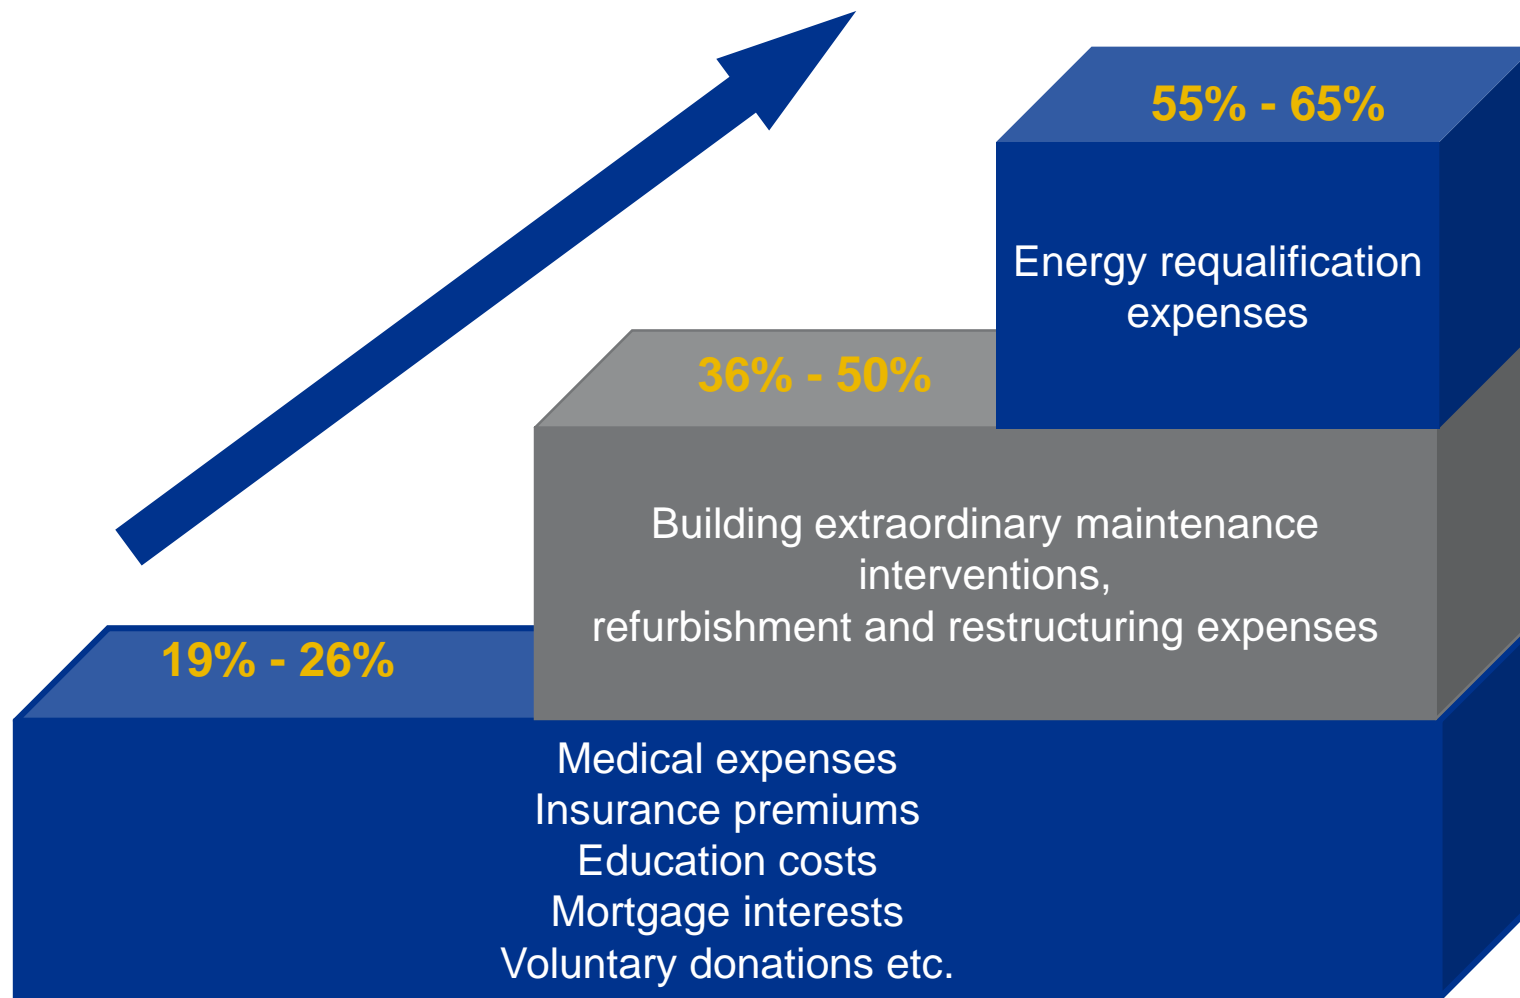 55% - 65%
Energy requalification
expenses
36% - 50%
Building extraordinary maintenance
interventions,
refurbishment and restructuring expenses
19% - 26%
Medical expenses
Insurance premiums
Education costs
Mortgage interests
Voluntary donations etc.